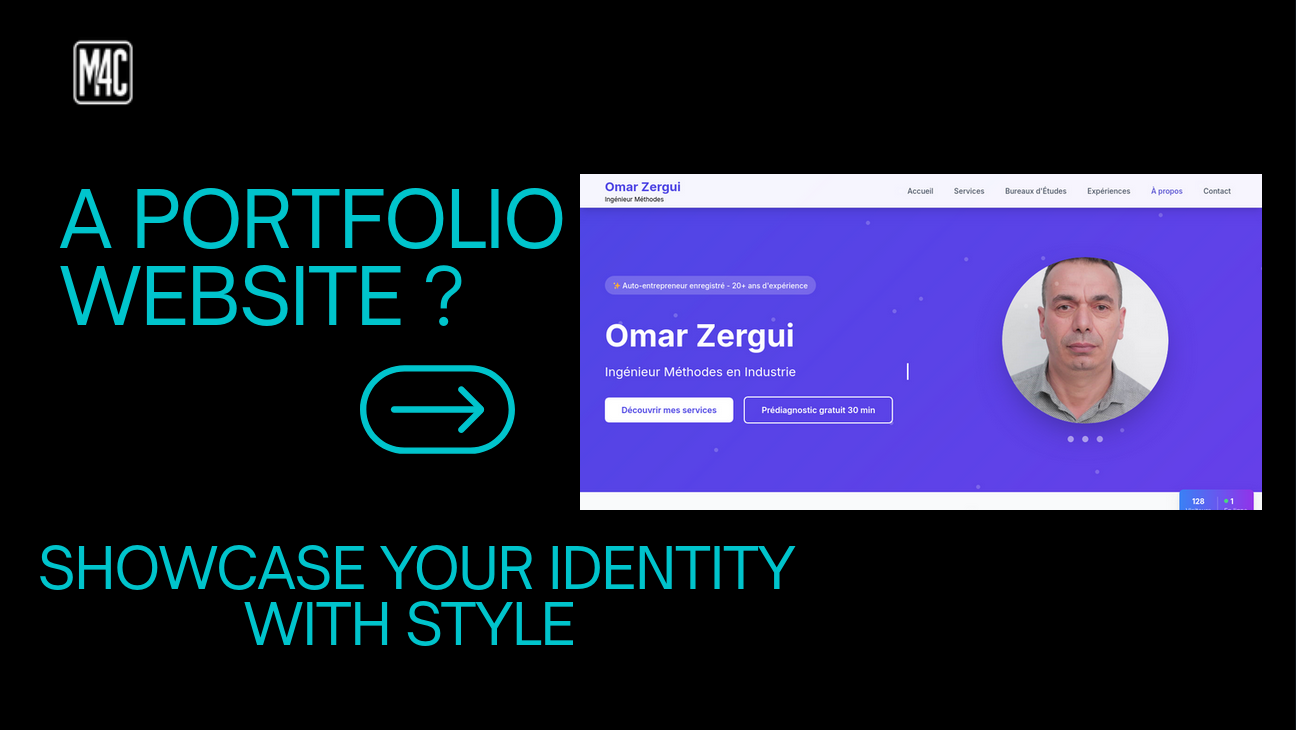 M4C
A PORTFOLIO
WEBSITE ?
Omar Zergui
Ingénieur Méthodes
Accueil Services Bureaux d'Études Expériences À propos Contact
✨ Auto-entrepreneur enregistré - 20+ ans d'expérience
Omar Zergui
Ingénieur Méthodes en Industrie
Découvrir mes services Prédiagnostic gratuit 30 min
128 1
SHOWCASE YOUR IDENTITY
WITH STYLE